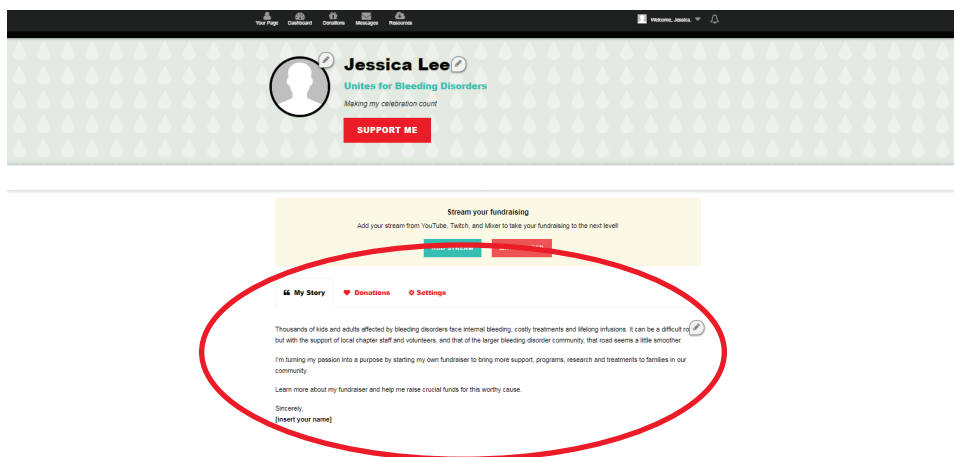 Your Page Dashboard Donations Messages Resources
Welcome, Jessica.
Jessica Lee
Unites for Bleeding Disorders
Making my celebration count
SUPPORT ME
Stream your fundraising
Add your stream from YouTube, Twitch, and Mixer to take your fundraising to the next level!
My Story Donations Settings
Thousands of kids and adults affected by bleeding disorders face internal bleeding, costly treatments and lifelong infusions. It can be a difficult
but with the support of local chapter staff and volunteers, and that of the larger bleeding disorder community, that road seems a little smoother.
I'm turning my passion into a purpose by starting my own fundraiser to bring more support, programs, research and treatments to families in our
community.
Learn more about my fundraiser and help me raise crucial funds for this worthy cause.
Sincerely,
[insert your name]